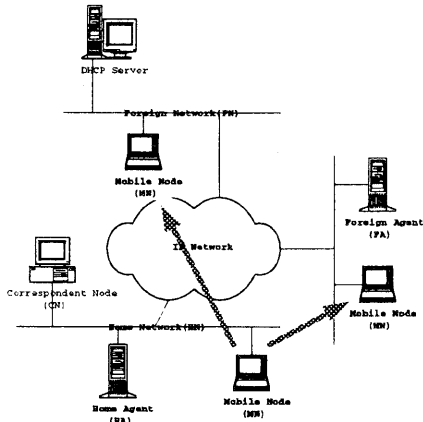 DHCP Server
Foreign Network(FN)
Mobile Node
(MN)
Foreign Agent
(FA)
IP Network
Correspondent Node
(CN)
Mobile Node
(MN)
Home Network(HN)
Home Agent
(HA)
Mobile Node
(MN)